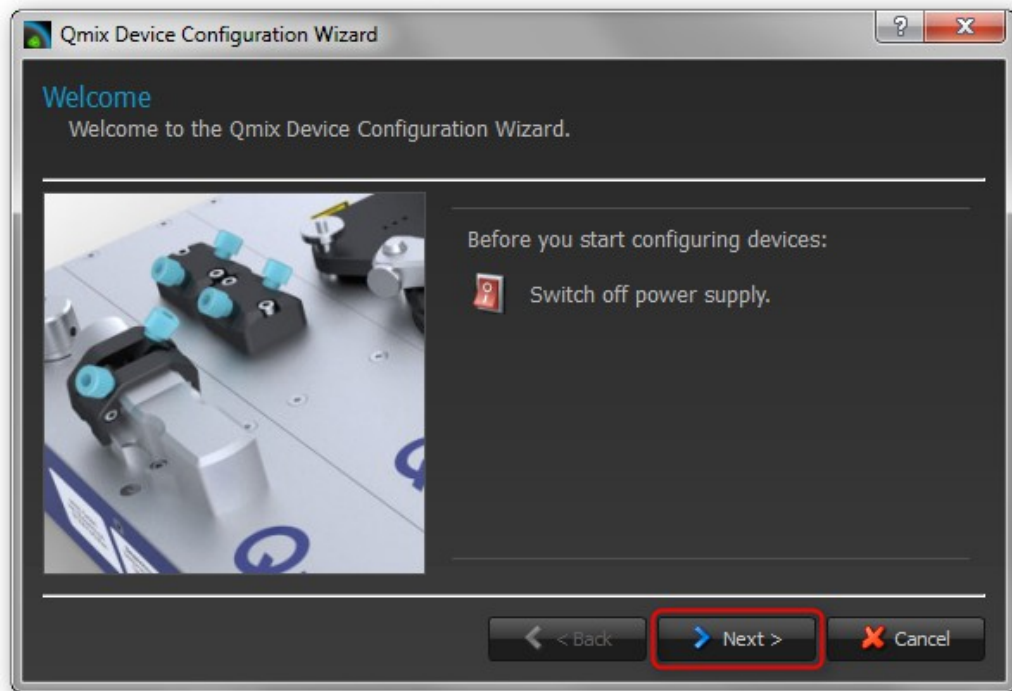 Qmix Device Configuration Wizard
Welcome
Welcome to the Qmix Device Configuration Wizard.
Before you start configuring devices:
Switch off power supply.
< Back
Next >
Cancel